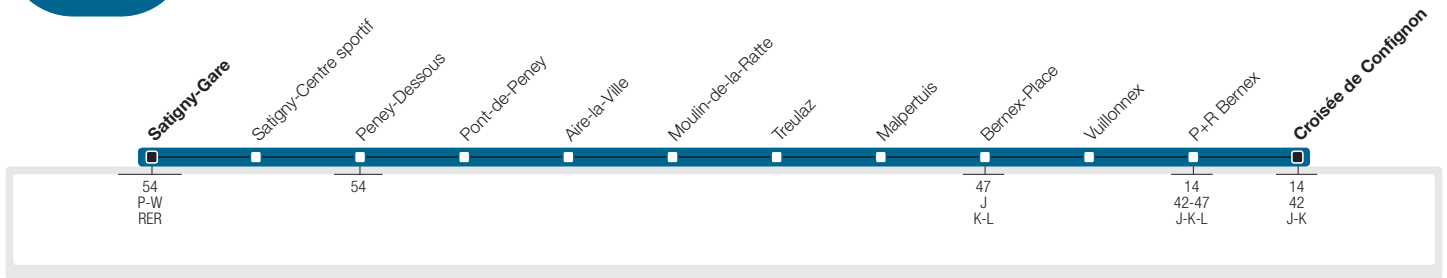 Satigny-Gare
Satigny-Centre sportif
Peney-Dessous
Pont-de-Peney
Aire-la-Ville
Moulin-de-la-Ratte
Treulaz
Malpertuis
Bernex-Place
Vuillonnex
P+R Bernex
Croisée de Confignon
54
P-W
RER
54
47
J
K-L
14
42-47
J-K-L
14
42
J-K